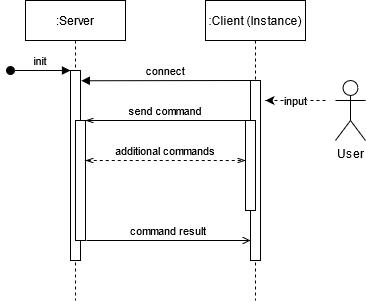 :Server
:Client (Instance)
init
connect
input
send command
additional commands
User
command result